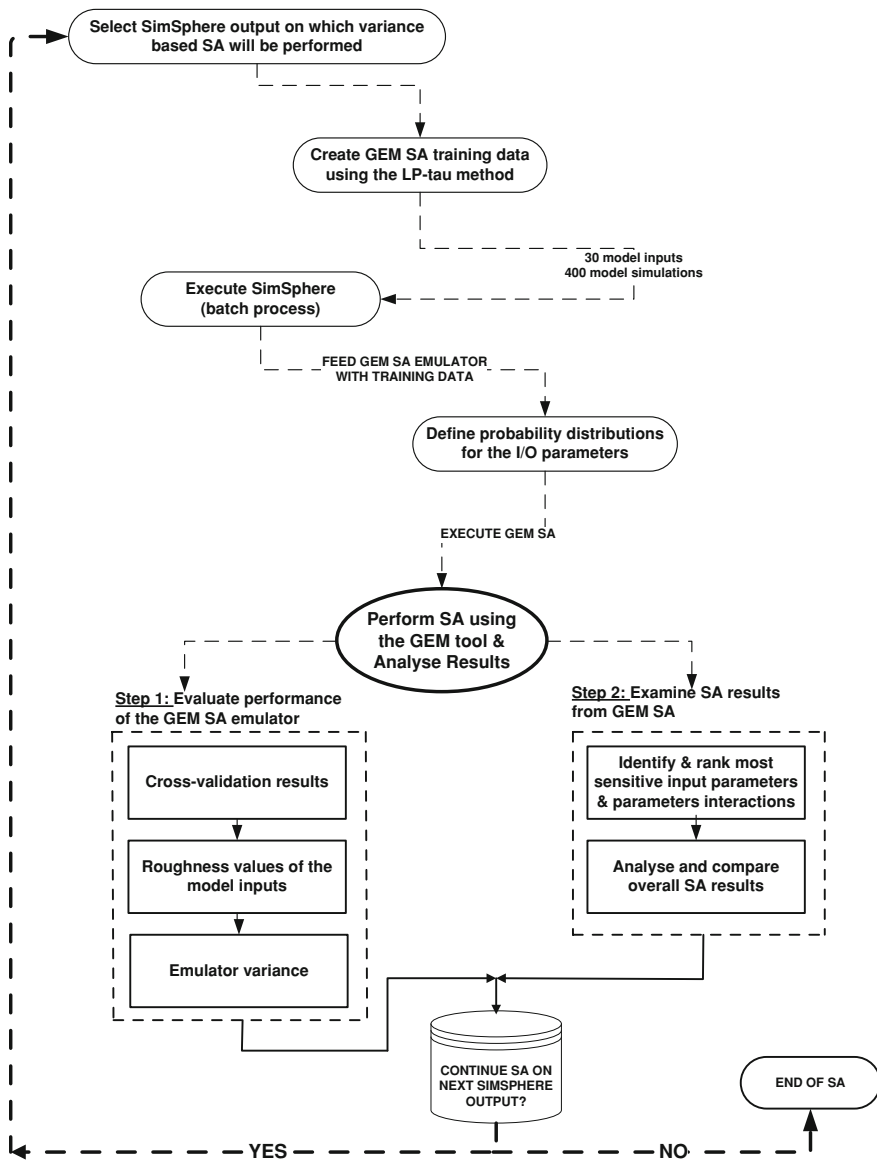 Select SimSphere output on which variance
based SA will be performed
Create GEM SA training data
using the LP-tau method
30 model inputs
400 model simulations
Execute SimSphere
(batch process)
FEED GEM SA EMULATOR
WITH TRAINING DATA
Define probability distributions
for the I/O parameters
EXECUTE GEM SA
Perform SA using
the GEM tool &
Analyse Results
Step 1: Evaluate performance
of the GEM SA emulator
Cross-validation results
Roughness values of the
model inputs
Emulator variance
Step 2: Examine SA results
from GEM SA
Identify & rank most
sensitive input parameters
& parameters interactions
Analyse and compare
overall SA results
CONTINUE SA ON
NEXT SIMSPHERE
OUTPUT?
END OF SA
YES
NO